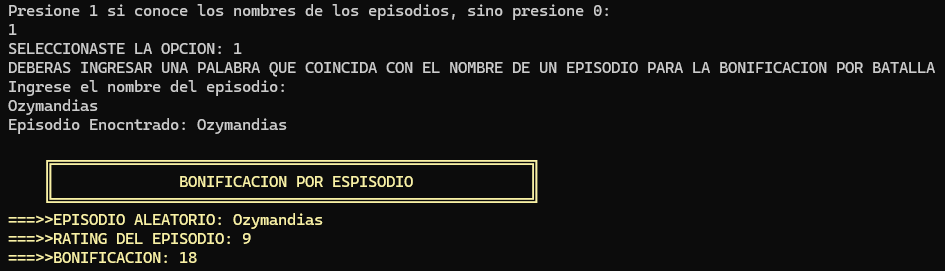 Presione 1 si conoce los nombres de los episodios, sino presione 0:
1
SELECCIONASTE LA OPCION: 1
DEBERAS INGRESAR UNA PALABRA QUE COINCIDA CON EL NOMBRE DE UN EPISODIO PARA LA BONIFICACION POR BATALLA
Ingrese el nombre del episodio:
Ozymandias
Episodio Enocntrado: Ozymandias
BONIFICACION POR ESPISODIO
===>>EPISODIO ALEATORIO: Ozymandias
===>>RATING DEL EPISODIO: 9
===>>BONIFICACION: 18